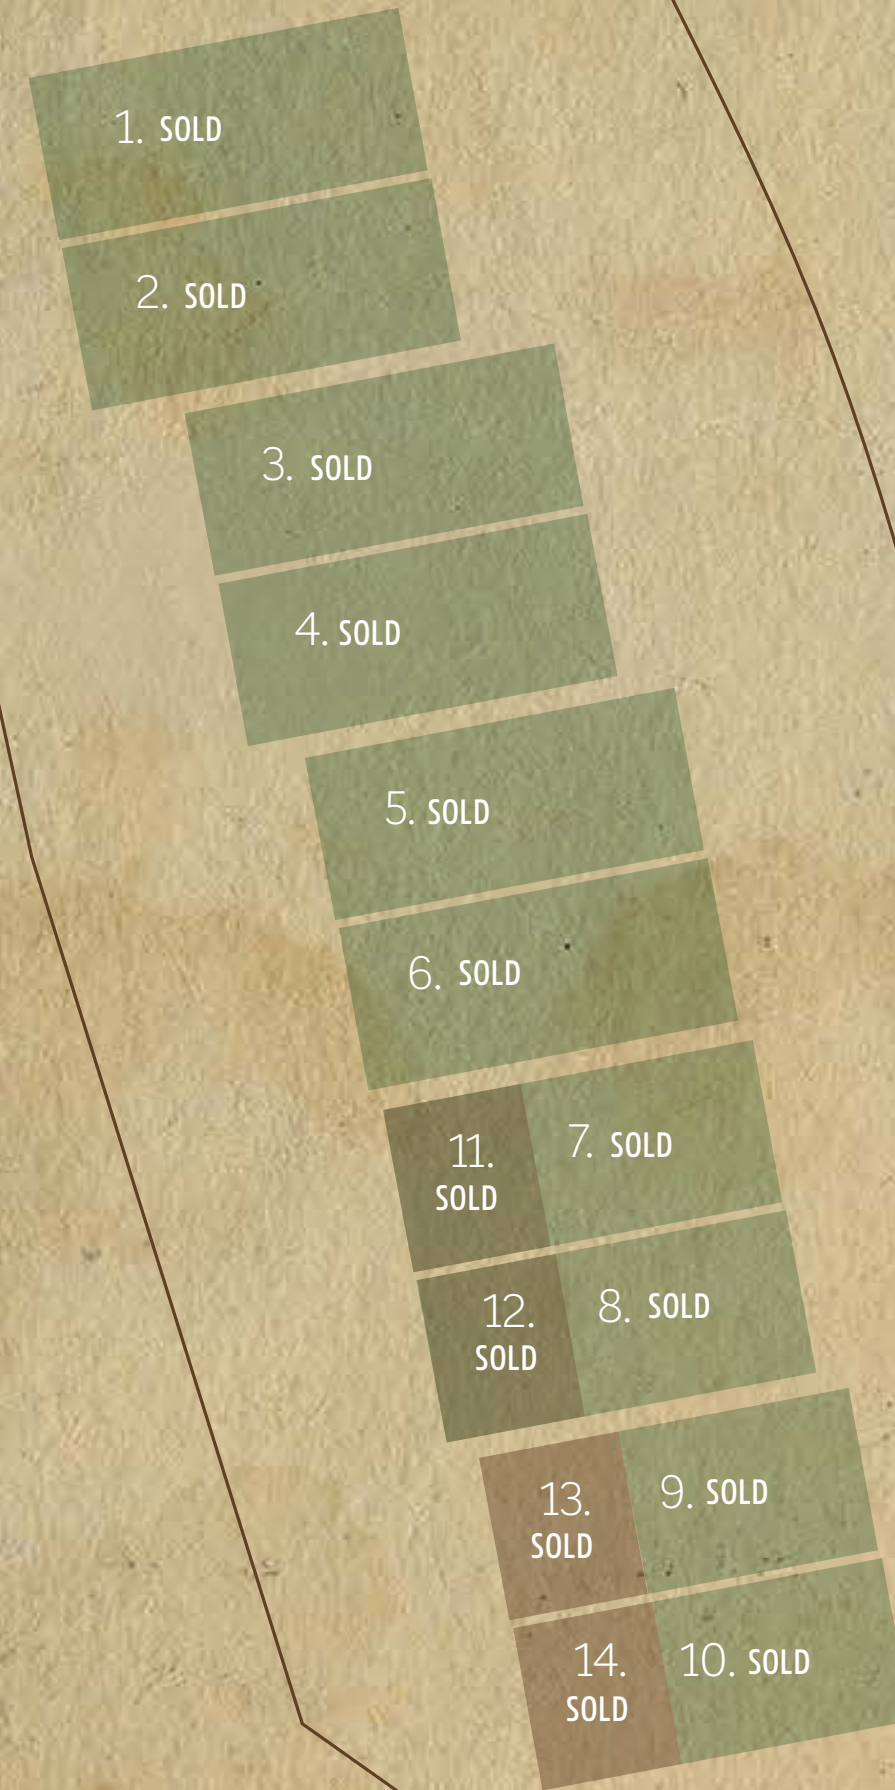 1. SOLD
2. SOLD
3. SOLD
4. SOLD
5. SOLD
6. SOLD
11.
SOLD
7. SOLD
12.
SOLD
8. SOLD
13.
SOLD
9. SOLD
14.
SOLD
10. SOLD